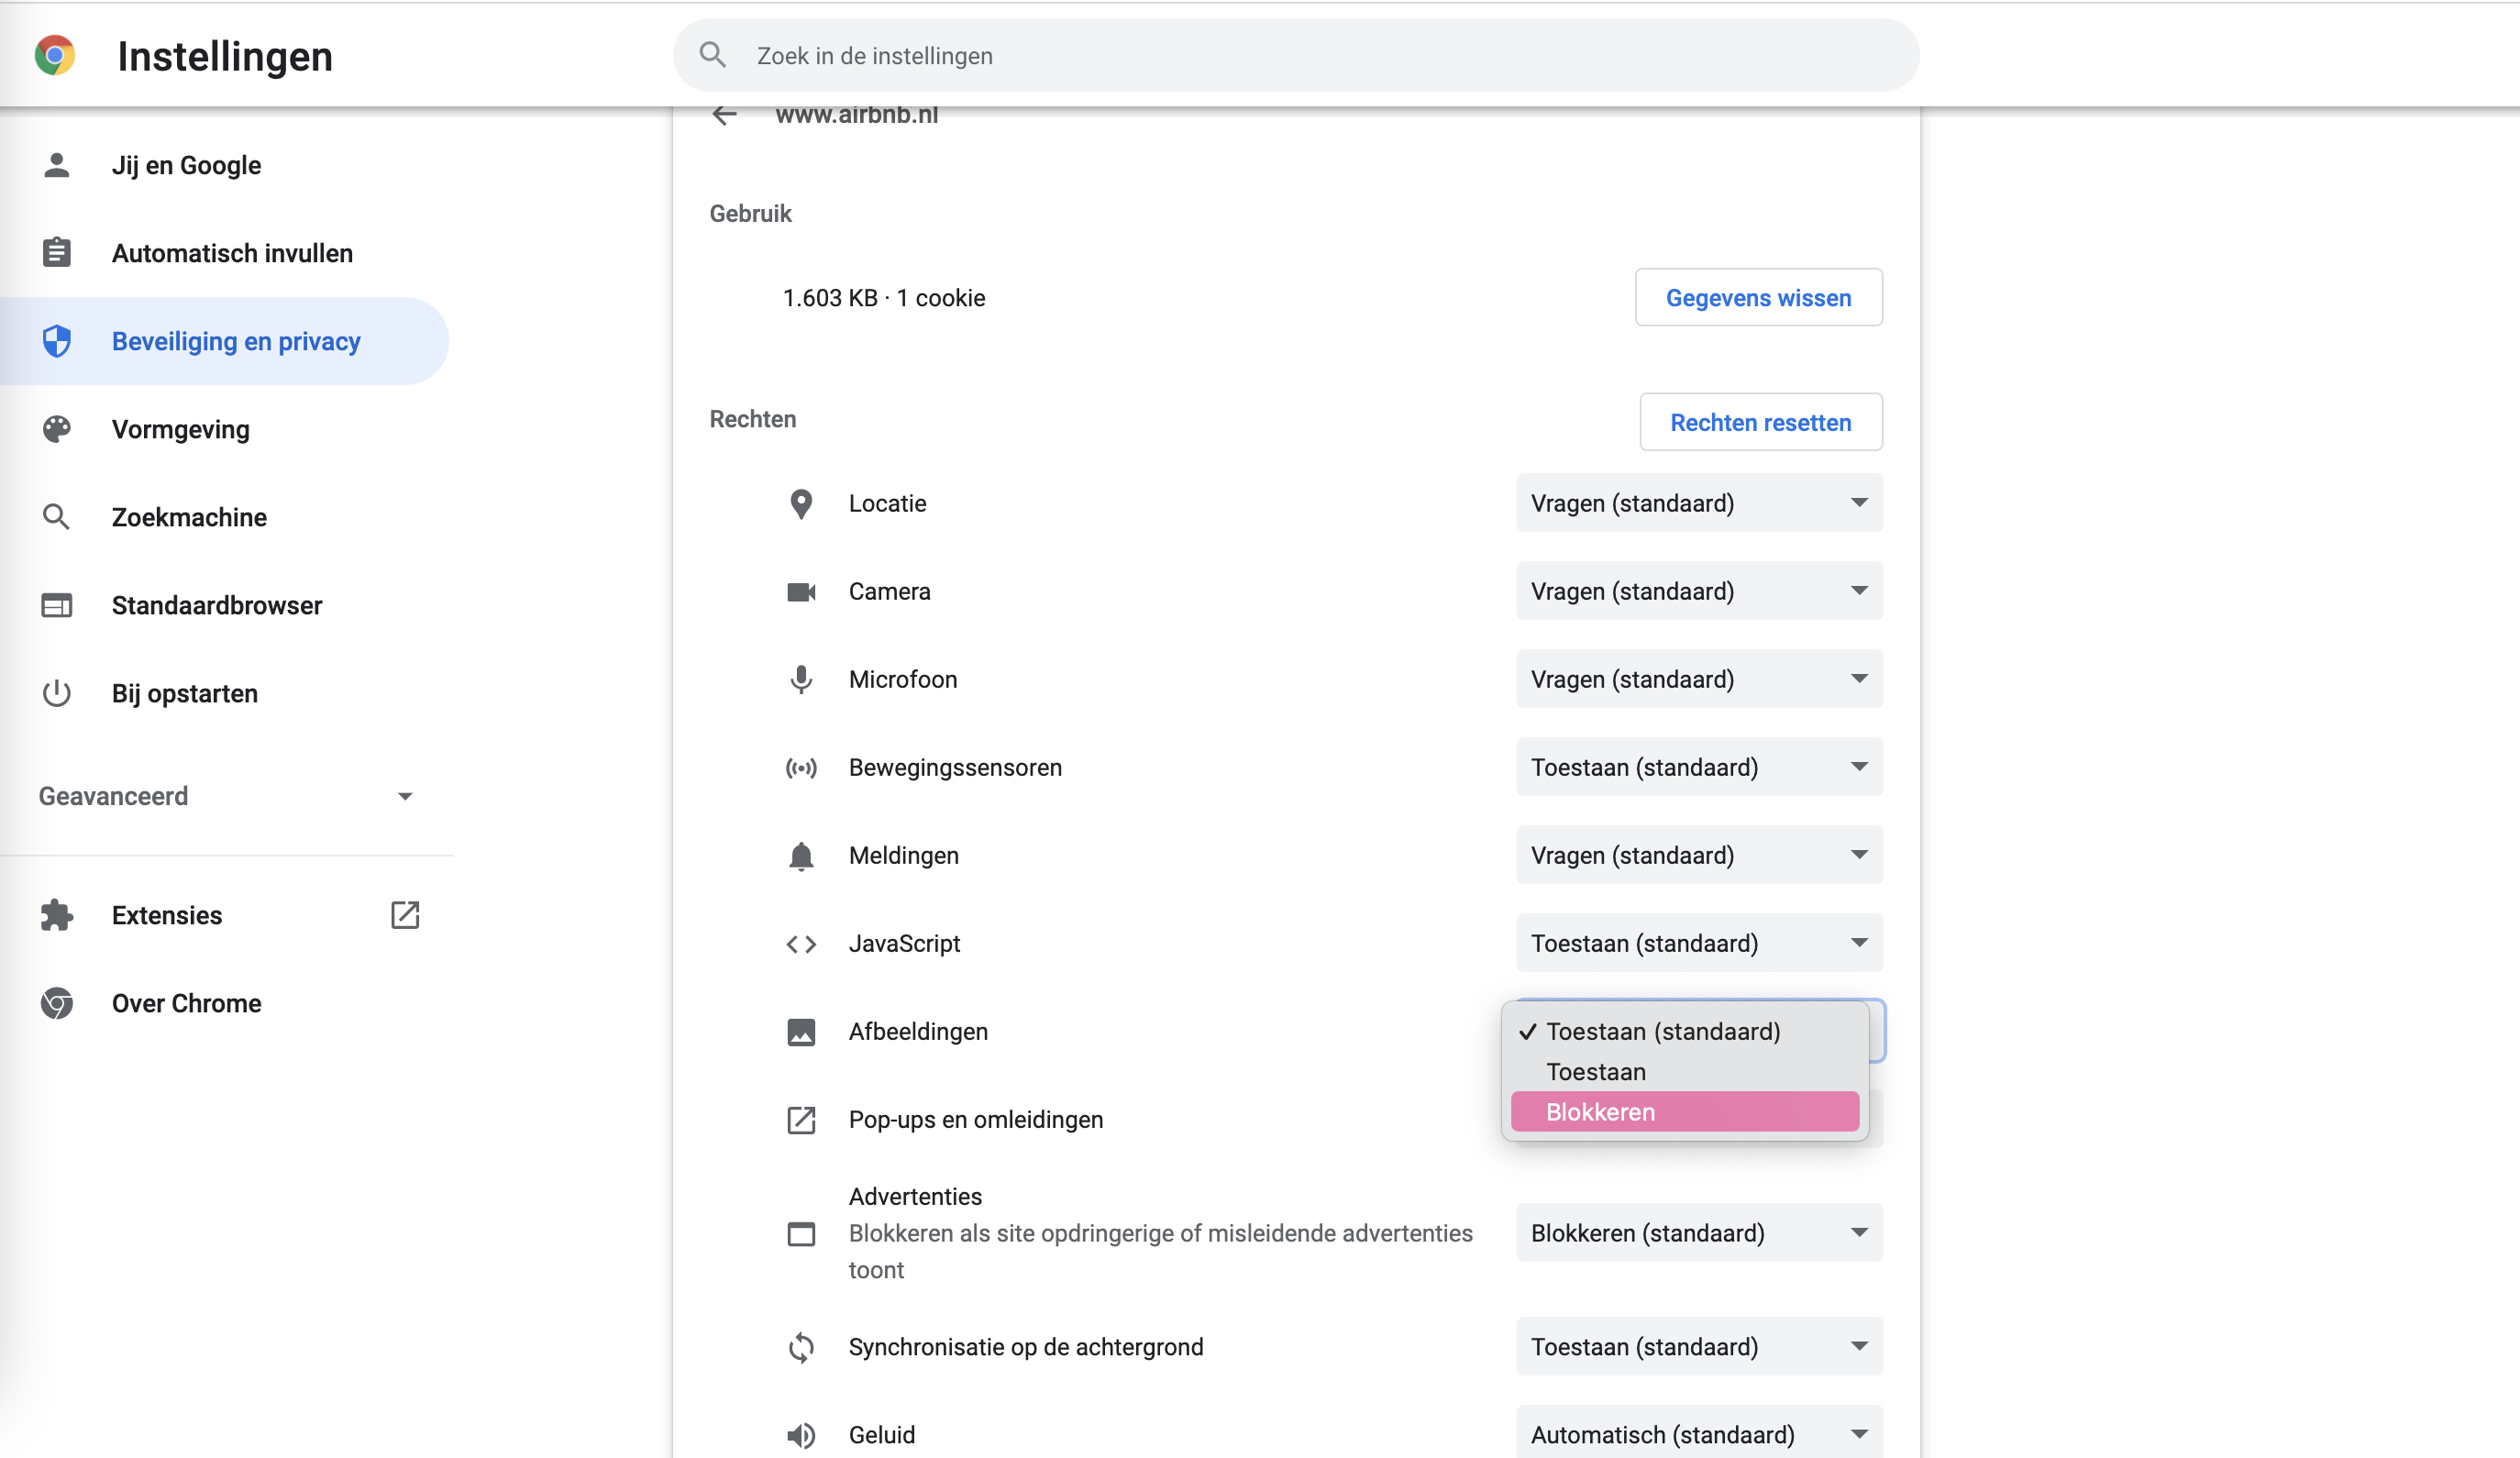 Instellingen
Zoek in de instellingen
Jij en Google
Automatisch invullen
Beveiliging en privacy
Vormgeving
Zoekmachine
Standaardbrowser
Bij opstarten
Geavanceerd
Extensies
Over Chrome
www.airbnb.nl
Gebruik
1.603 KB · 1 cookie
Gegevens wissen
Rechten
Rechten resetten
Locatie
Vragen (standaard)
Camera
Vragen (standaard)
Microfoon
Vragen (standaard)
Bewegingssensoren
Toestaan (standaard)
Meldingen
Vragen (standaard)
JavaScript
Toestaan (standaard)
Afbeeldingen
✓ Toestaan (standaard)
Toestaan
Blokkeren
Pop-ups en omleidingen
Advertenties
Blokkeren als site opdringerige of misleidende advertenties
toont
Blokkeren (standaard)
Synchronisatie op de achtergrond
Toestaan (standaard)
Geluid
Automatisch (standaard)